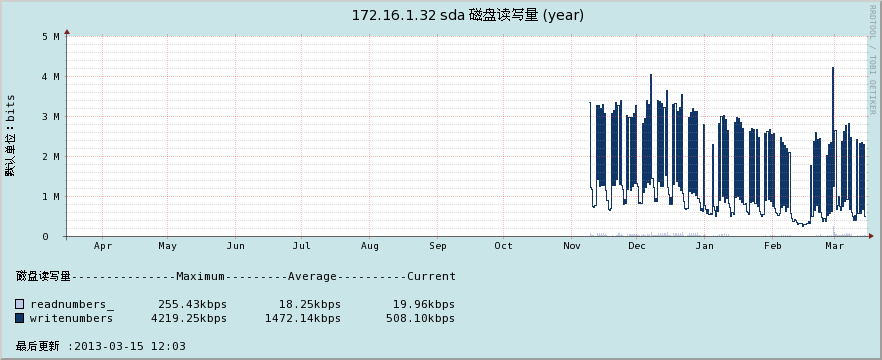 172.16.1.32 sda 磁盘读写量 (year)
RRDTOOL / TOBI OETIKER
默认单位：bits
5 M
4 M
3 M
2 M
1 M
0
Apr May Jun Jul Aug Sep Oct Nov Dec Jan Feb Mar
磁盘读写量---------------Maximum---------Average----------Current
readnumbers_ 255.43kbps 18.25kbps 19.96kbps
writenumbers 4219.25kbps 1472.14kbps 508.10kbps
最后更新 :2013-03-15 12:03